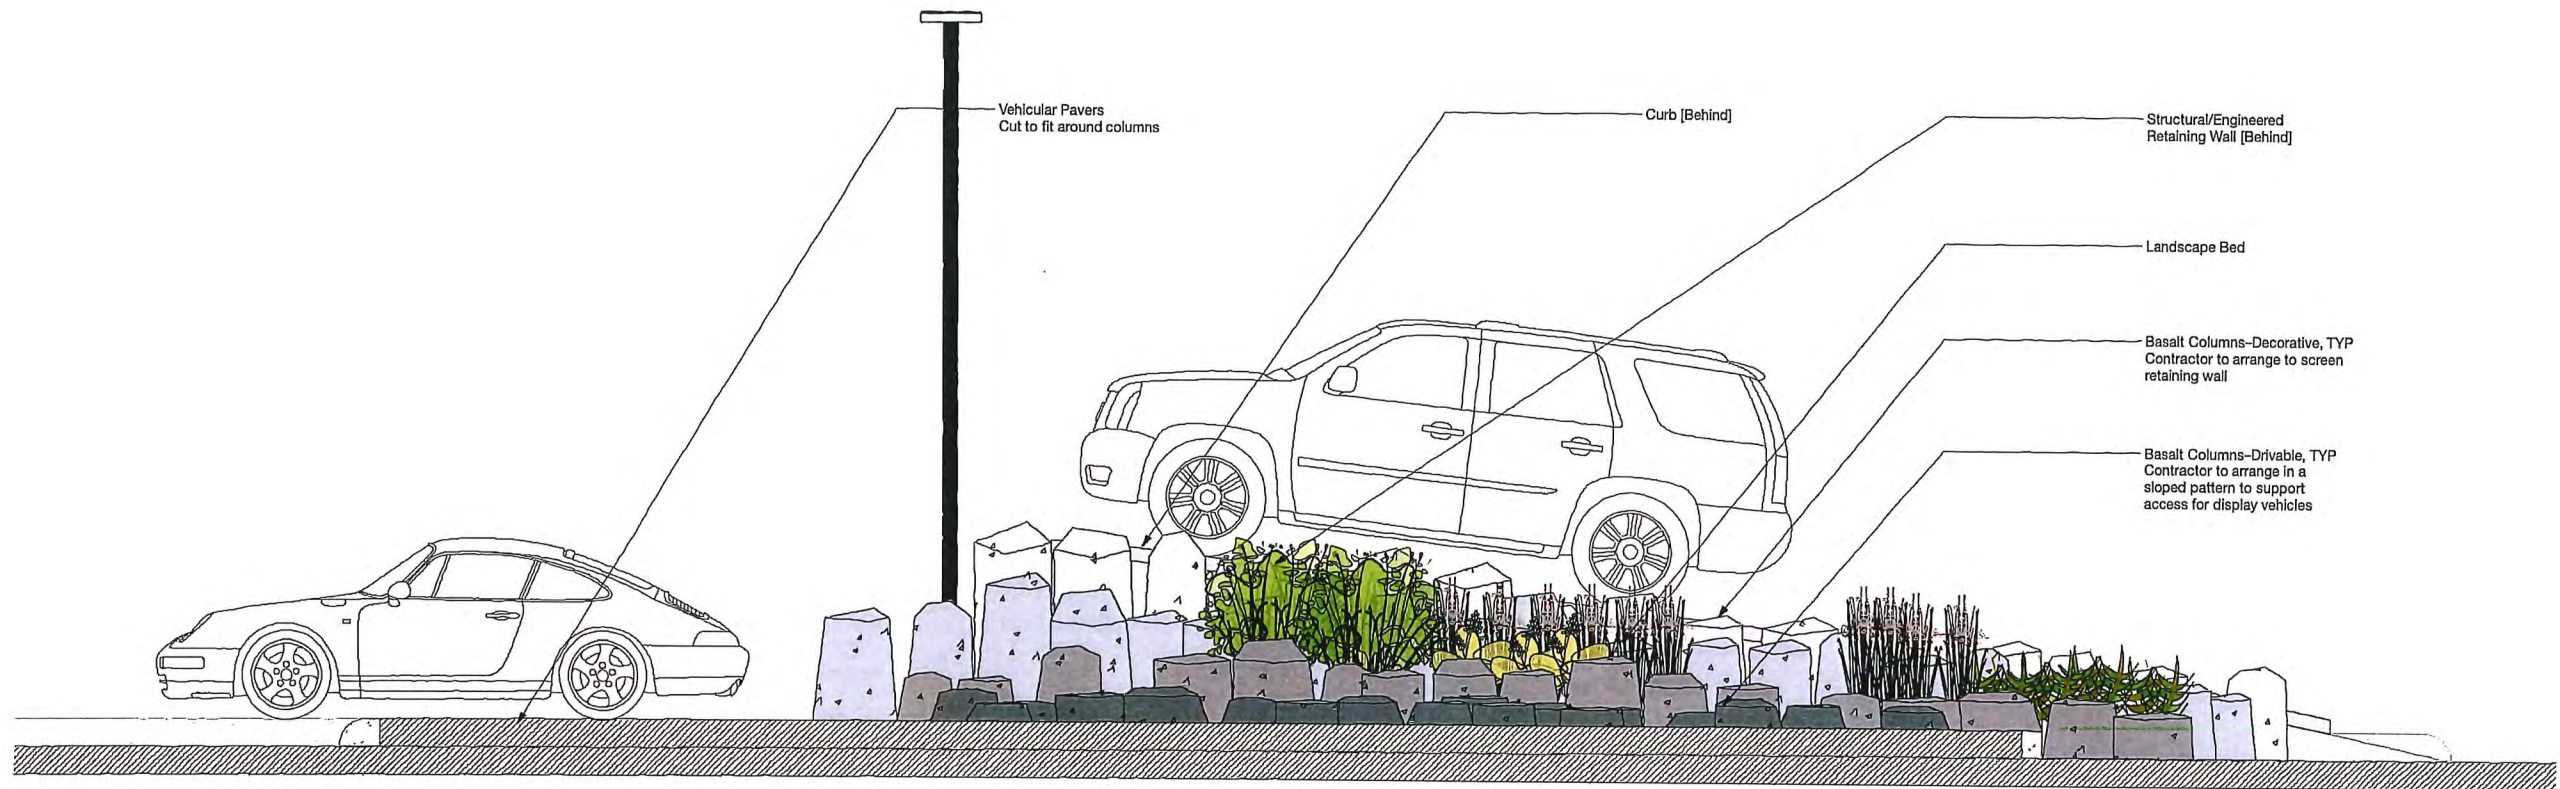 Vehicular Pavers
Cut to fit around columns
Curb [Behind]
Structural/Engineered
Retaining Wall [Behind]
Landscape Bed
Basalt Columns–Decorative, TYP
Contractor to arrange to screen
retaining wall
Basalt Columns–Drivable, TYP
Contractor to arrange in a
sloped pattern to support
access for display vehicles